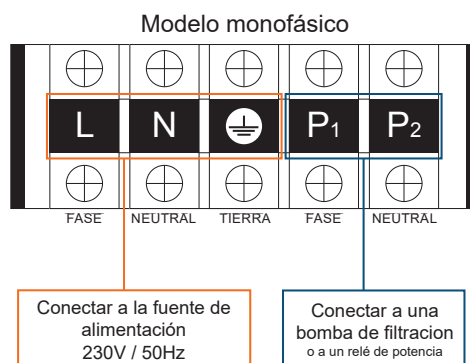 Modelo monofásico
L N P1 P2
FASE NEUTRAL TIERRA FASE NEUTRAL
Conectar a la fuente de
alimentación
230V / 50Hz
Conectar a una
bomba de filtracion
o a un relé de potencia